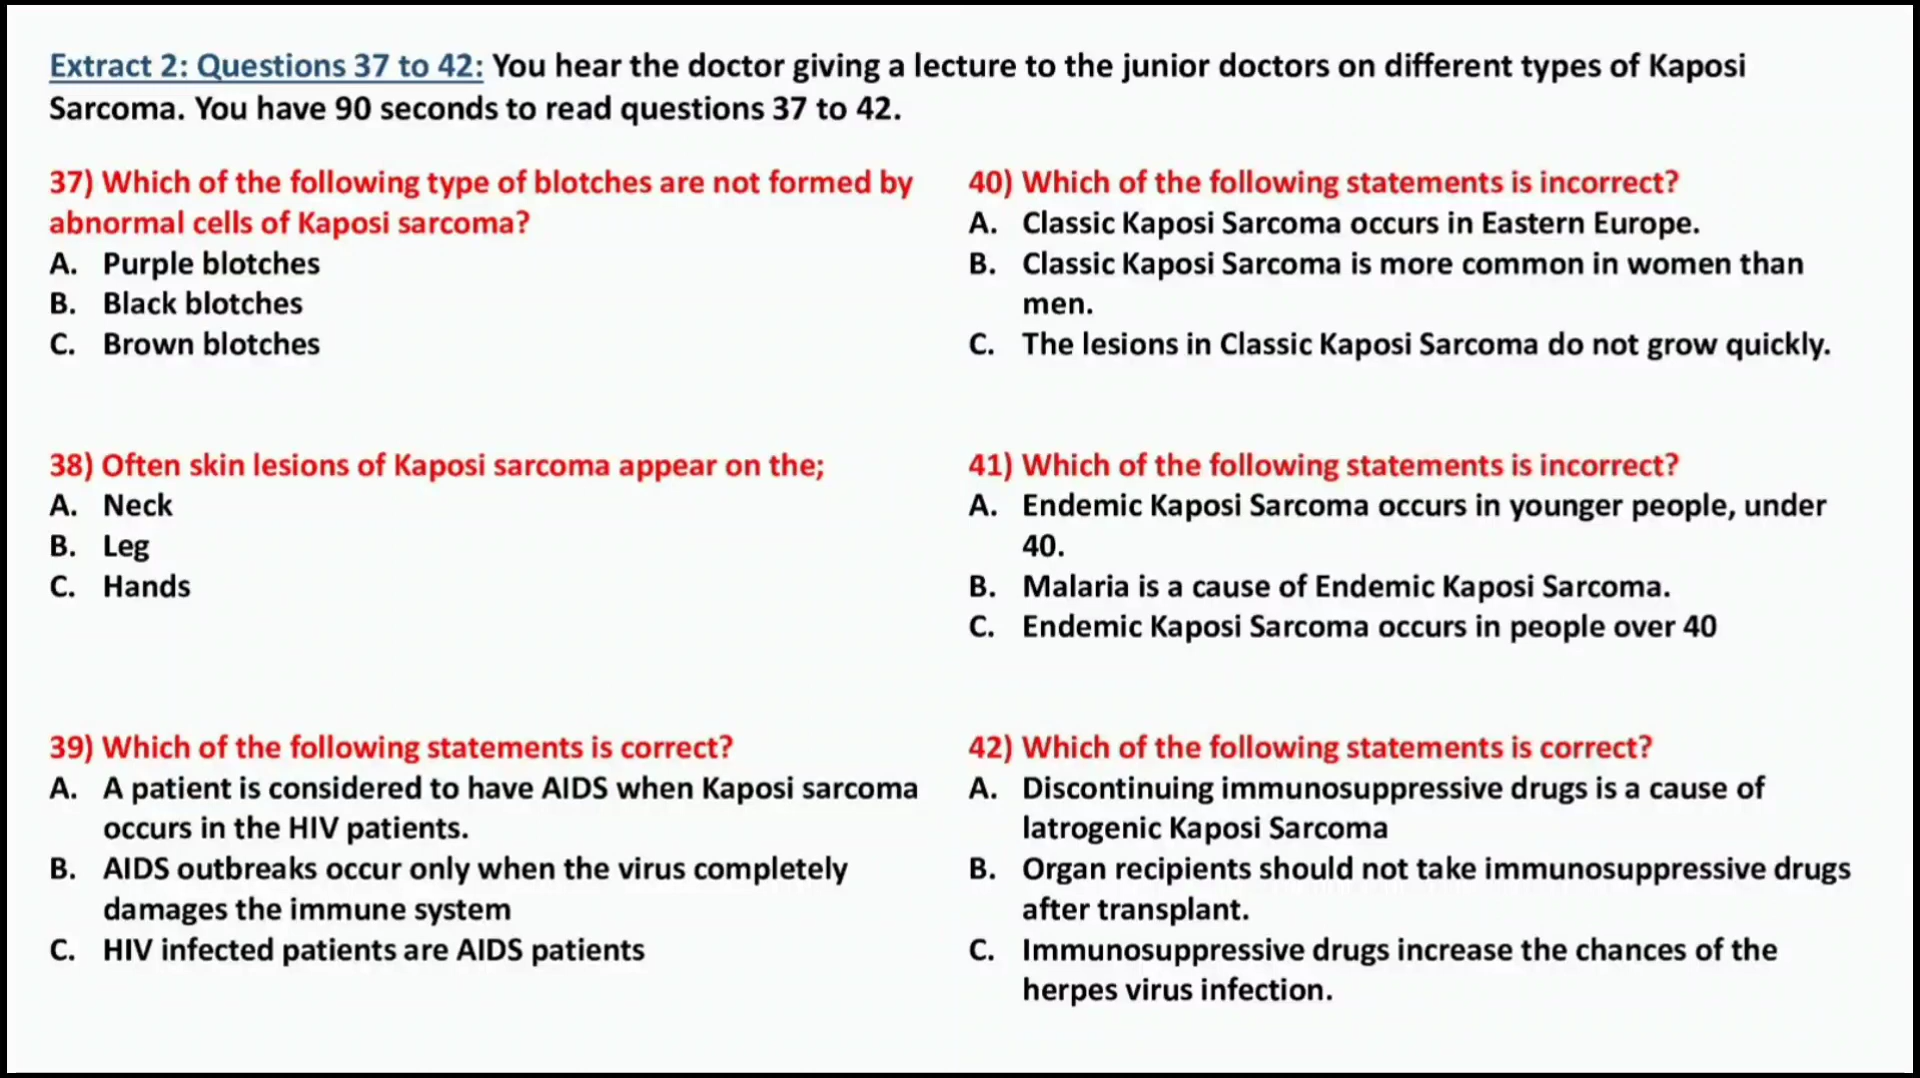 Extract 2: Questions 37 to 42: You hear the doctor giving a lecture to the junior doctors on different types of Kaposi
Sarcoma. You have 90 seconds to read questions 37 to 42.
37) Which of the following type of blotches are not formed by
abnormal cells of Kaposi sarcoma?
A. Purple blotches
B. Black blotches
C. Brown blotches
38) Often skin lesions of Kaposi sarcoma appear on the;
A. Neck
B. Leg
C. Hands
39) Which of the following statements is correct?
A. A patient is considered to have AIDS when Kaposi sarcoma
occurs in the HIV patients.
B. AIDS outbreaks occur only when the virus completely
damages the immune system
C. HIV infected patients are AIDS patients
40) Which of the following statements is incorrect?
A. Classic Kaposi Sarcoma occurs in Eastern Europe.
B. Classic Kaposi Sarcoma is more common in women than
men.
C. The lesions in Classic Kaposi Sarcoma do not grow quickly.
41) Which of the following statements is incorrect?
A. Endemic Kaposi Sarcoma occurs in younger people, under
40.
B. Malaria is a cause of Endemic Kaposi Sarcoma.
C. Endemic Kaposi Sarcoma occurs in people over 40
42) Which of the following statements is correct?
A. Discontinuing immunosuppressive drugs is a cause of
Iatrogenic Kaposi Sarcoma
B. Organ recipients should not take immunosuppressive drugs
after transplant.
C. Immunosuppressive drugs increase the chances of the
herpes virus infection.